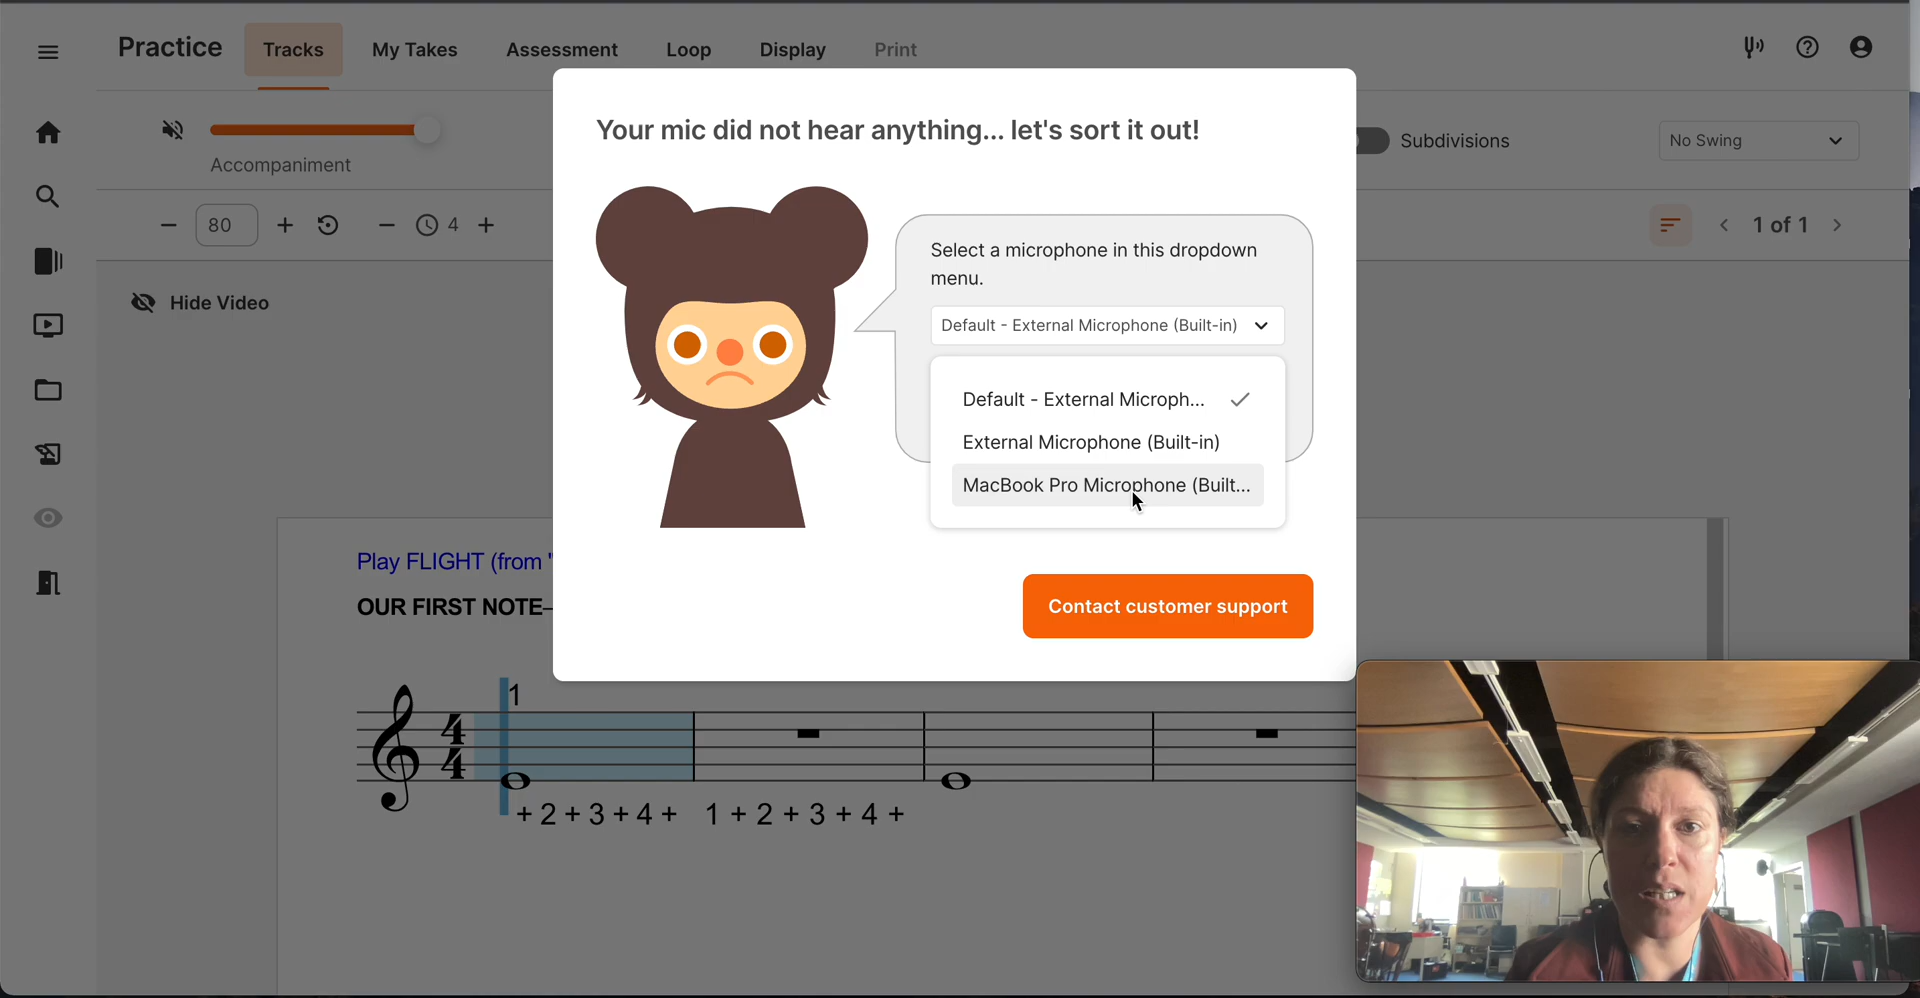 Practice
Tracks
My Takes
Assessment
Loop
Display
Print
Accompaniment
Subdivisions
No Swing
80
4
1 of 1
Hide Video
Your mic did not hear anything... let's sort it out!
Select a microphone in this dropdown
menu.
Default - External Microphone (Built-in)
Default - External Microph...
External Microphone (Built-in)
MacBook Pro Microphone (Built...
Contact customer support
Play FLIGHT (from "
OUR FIRST NOTE–
1
4
4
+ 2 + 3 + 4 + 1 + 2 + 3 + 4 +